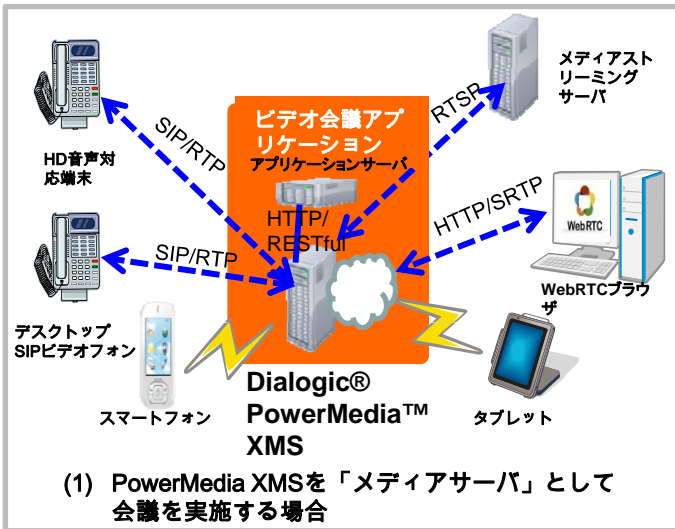 メディアスト
リーミング
サーバ
RTSP
ビデオ会議アプ
リケーション
アプリケーションサーバ
SIP/RTP
HD音声対
応端末
HTTP/
RESTful
HTTP/SRTP
WebRTC
SIP/RTP
WebRTCブラウ
ザ
デスクトップ
SIPビデオフォン
スマートフォン
Dialogic®
PowerMedia™
XMS
タブレット
(1) PowerMedia XMSを「メディアサーバ」として
会議を実施する場合